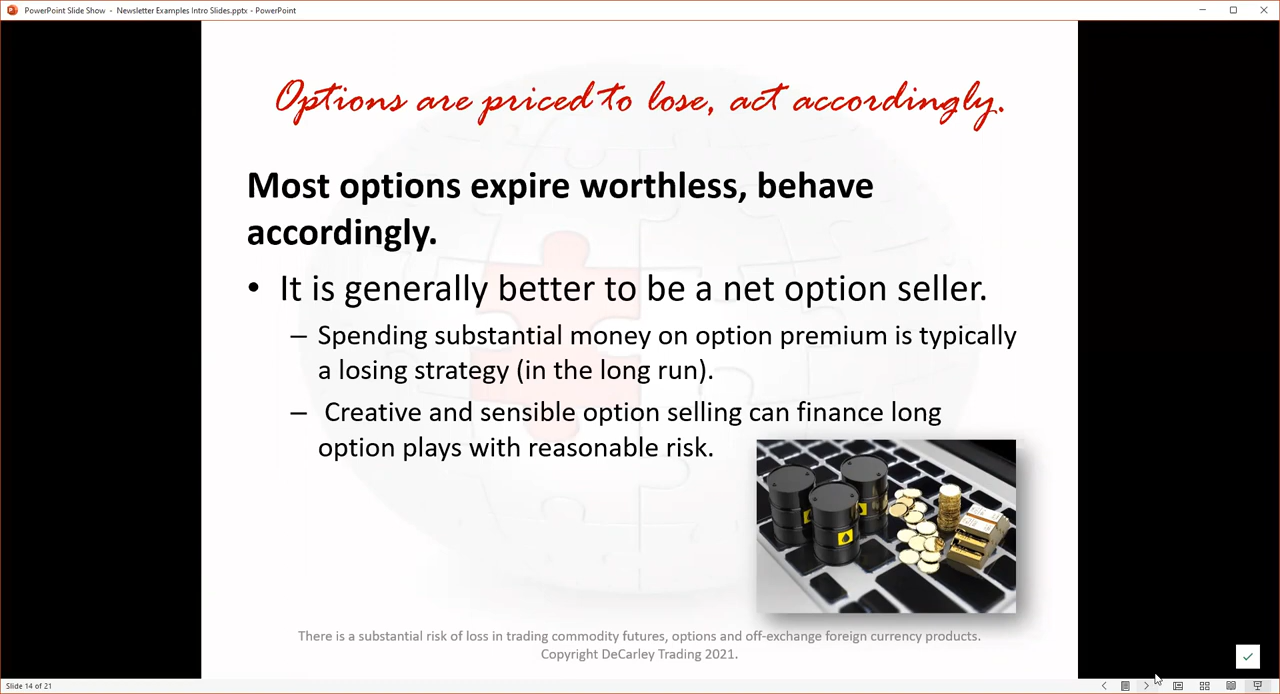 PowerPoint Slide Show - Newsletter Examples Intro Slides.pptx - PowerPoint
Options are priced to lose, act accordingly.
Most options expire worthless, behave
accordingly.
• It is generally better to be a net option seller.
– Spending substantial money on option premium is typically
a losing strategy (in the long run).
– Creative and sensible option selling can finance long
option plays with reasonable risk.
There is a substantial risk of loss in trading commodity futures, options and off-exchange foreign currency products.
Copyright DeCarley Trading 2021.
Slide 14 of 21